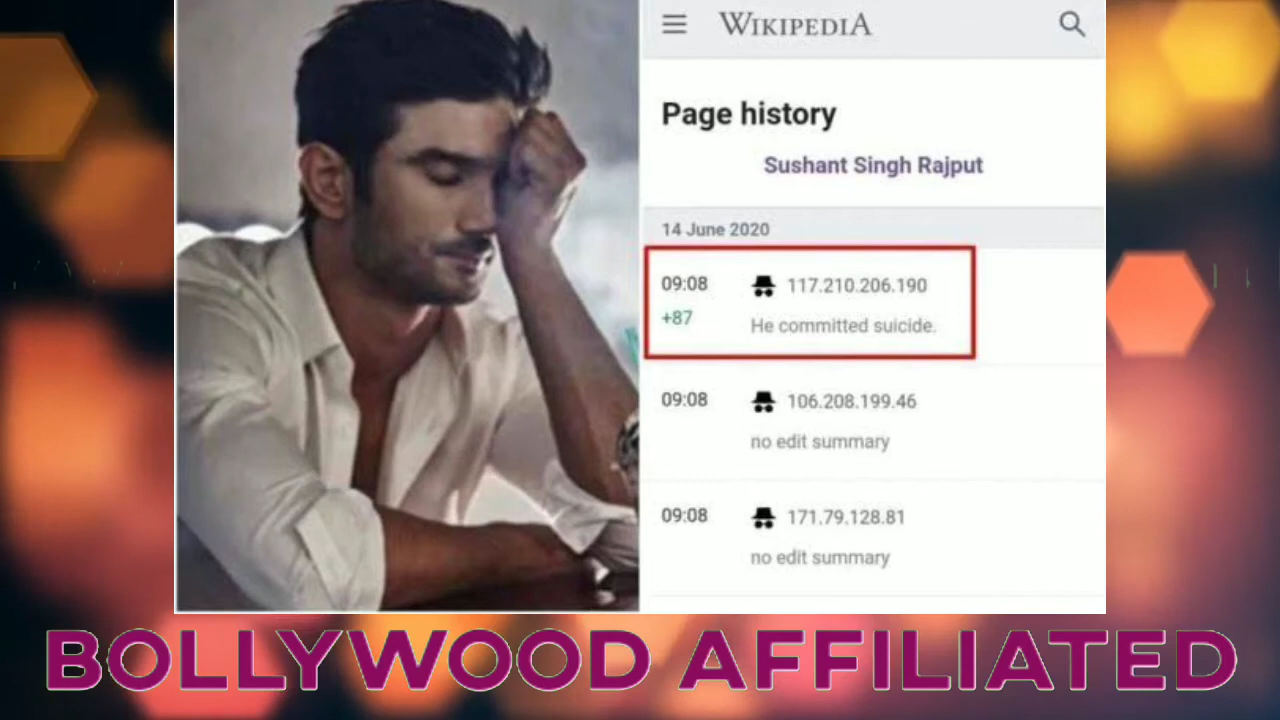 WIKIPEDIA
Page history
Sushant Singh Rajput
14 June 2020
09:08 117.210.206.190
+87 He committed suicide.
09:08 106.208.199.46
no edit summary
09:08 171.79.128.81
no edit summary
BOLLYWOOD AFFILIATED